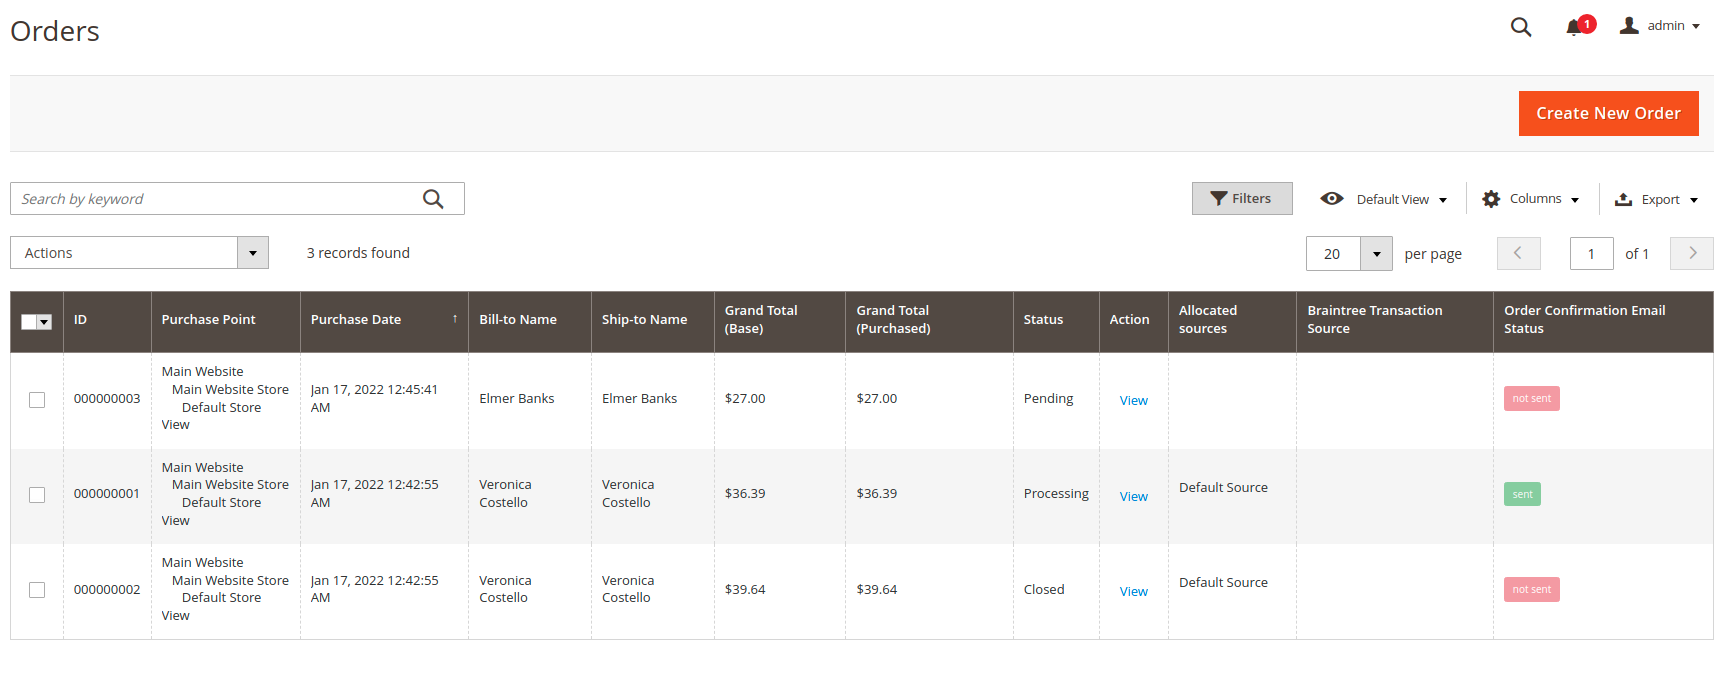 Orders
1
admin
Create New Order
Search by keyword
Filters
Default View
Columns
Export
Actions
3 records found
20
per page
1
of 1
ID
Purchase Point
Purchase Date ↑
Bill-to Name
Ship-to Name
Grand Total
(Base)
Grand Total
(Purchased)
Status
Action
Allocated
sources
Braintree Transaction
Source
Order Confirmation Email
Status
000000003
Main Website
Main Website Store
Default Store
View
Jan 17, 2022 12:45:41
AM
Elmer Banks
Elmer Banks
$27.00
$27.00
Pending
View
not sent
000000001
Main Website
Main Website Store
Default Store
View
Jan 17, 2022 12:42:55
AM
Veronica
Costello
Veronica
Costello
$36.39
$36.39
Processing
View
Default Source
sent
000000002
Main Website
Main Website Store
Default Store
View
Jan 17, 2022 12:42:55
AM
Veronica
Costello
Veronica
Costello
$39.64
$39.64
Closed
View
Default Source
not sent